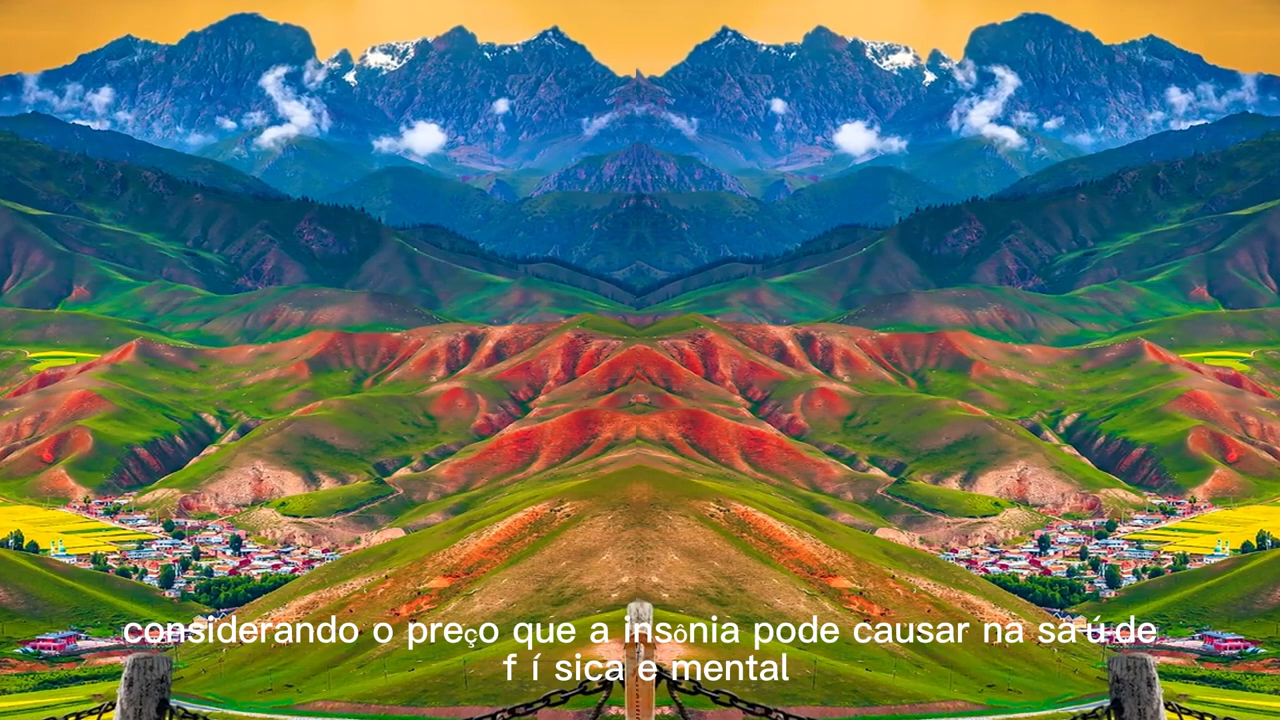 considerando o preço que a insônia pode causar na saúde
física e mental